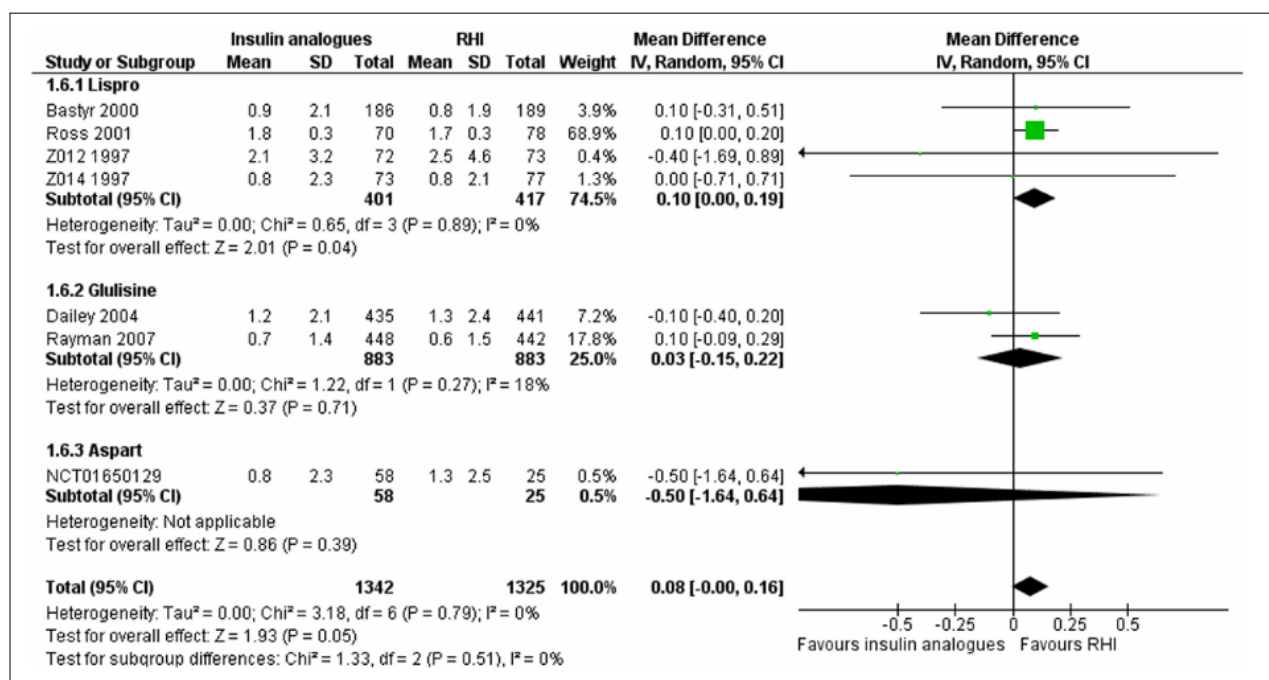 Insulin analogues RHI Mean Difference Mean Difference
Study or Subgroup Mean SD Total Mean SD Total Weight IV, Random, 95% CI IV, Random, 95% CI
1.6.1 Lispro
Bastyr 2000 0.9 2.1 186 0.8 1.9 189 3.9% 0.10 [-0.31, 0.51]
Ross 2001 1.8 0.3 70 1.7 0.3 78 68.9% 0.10 [0.00, 0.20]
Z012 1997 2.1 3.2 72 2.5 4.6 73 0.4% -0.40 [-1.69, 0.89]
Z014 1997 0.8 2.3 73 0.8 2.1 77 1.3% 0.00 [-0.71, 0.71]
Subtotal (95% CI) 401 417 74.5% 0.10 [0.00, 0.19]
Heterogeneity: Tau² = 0.00; Chi² = 0.65, df = 3 (P = 0.89); I² = 0%
Test for overall effect: Z = 2.01 (P = 0.04)
1.6.2 Glulisine
Dailey 2004 1.2 2.1 435 1.3 2.4 441 7.2% -0.10 [-0.40, 0.20]
Rayman 2007 0.7 1.4 448 0.6 1.5 442 17.8% 0.10 [-0.09, 0.29]
Subtotal (95% CI) 883 883 25.0% 0.03 [-0.15, 0.22]
Heterogeneity: Tau² = 0.00; Chi² = 1.22, df = 1 (P = 0.27); I² = 18%
Test for overall effect: Z = 0.37 (P = 0.71)
1.6.3 Aspart
NCT01650129 0.8 2.3 58 1.3 2.5 25 0.5% -0.50 [-1.64, 0.64]
Subtotal (95% CI) 58 25 0.5% -0.50 [-1.64, 0.64]
Heterogeneity: Not applicable
Test for overall effect: Z = 0.86 (P = 0.39)
Total (95% CI) 1342 1325 100.0% 0.08 [-0.00, 0.16]
Heterogeneity: Tau² = 0.00; Chi² = 3.18, df = 6 (P = 0.79); I² = 0%
Test for overall effect: Z = 1.93 (P = 0.05)
Test for subgroup differences: Chi² = 1.33, df = 2 (P = 0.51), I² = 0%
-0.5 -0.25 0 0.25 0.5
Favours insulin analogues Favours RHI